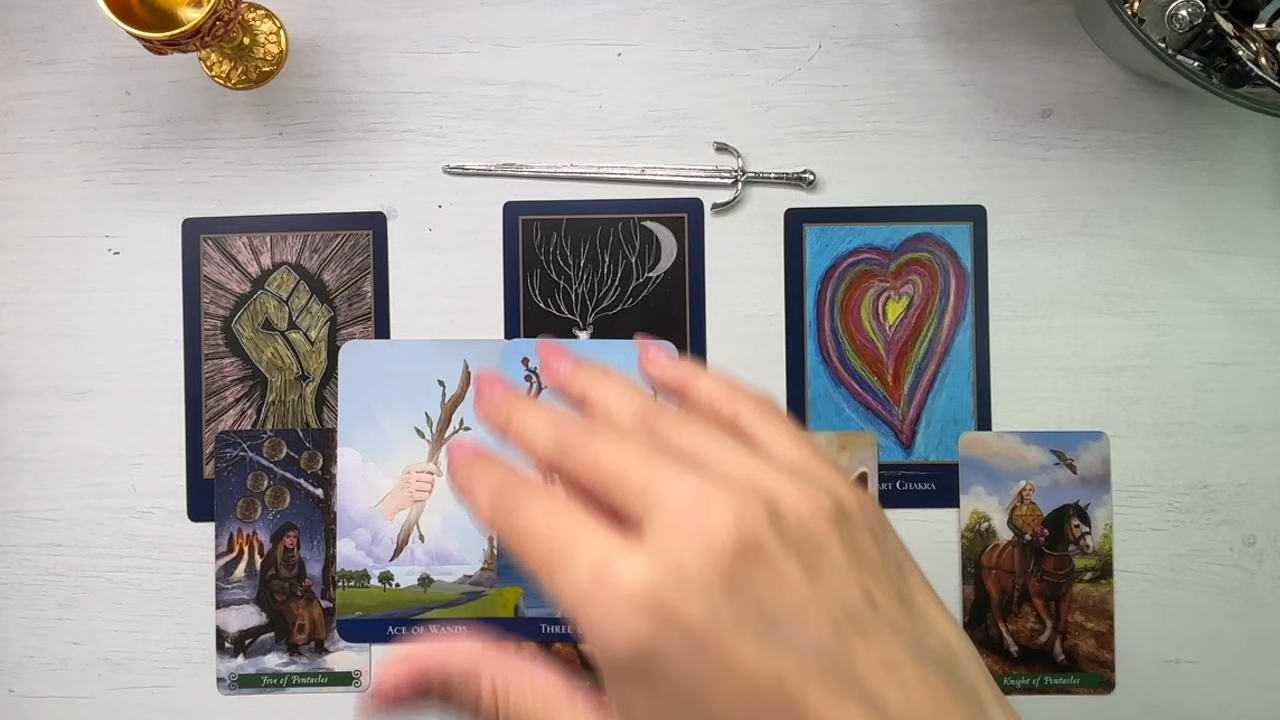 ART CHAKRA
ACE OF WANDS
THREE
Five of Pentacles
Knight of Pentacles